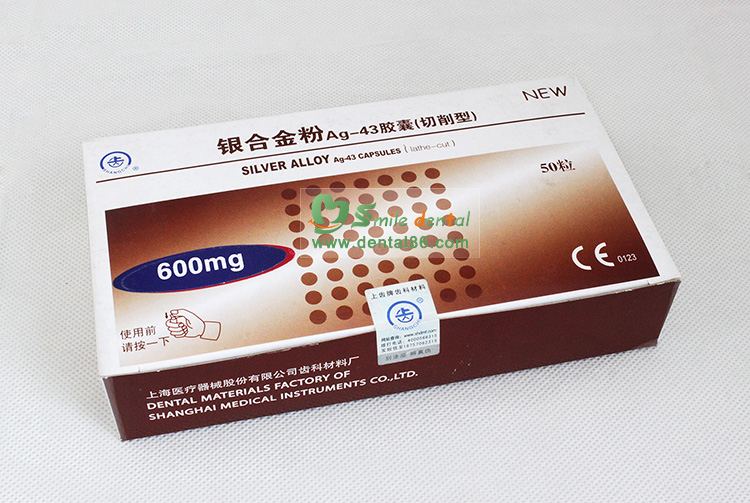 NEW
银合金粉Ag-43胶囊(切削型)
SILVER ALLOY Ag-43 CAPSULES (lathe-cut)
SHANGCHI
50粒
Smile dental
www.dental86.com
600mg
CE 0123
使用前
请按一下
上齿牌齿科材料
SHANGCHI
上海医疗器械股份有限公司齿科材料厂
DENTAL MATERIALS FACTORY OF
SHANGHAI MEDICAL INSTRUMENTS CO.,LTD.